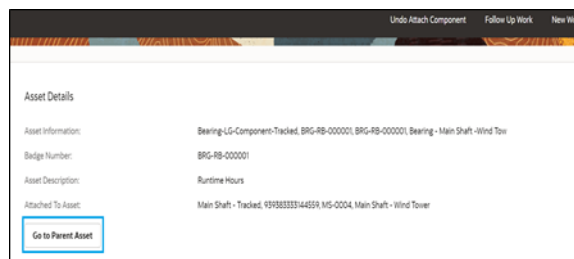 Undo Attach Component Follow Up Work New We
Asset Details
Asset Information: Bearing-LG-Component-Tracked, BRG-RB-000001, BRG-RB-000001, Bearing - Main Shaft -Wind Tow
Badge Number: BRG-RB-000001
Asset Description: Runtime Hours
Attached To Asset: Main Shaft - Tracked, 939383333144559, MS-0004, Main Shaft - Wind Tower
Go to Parent Asset